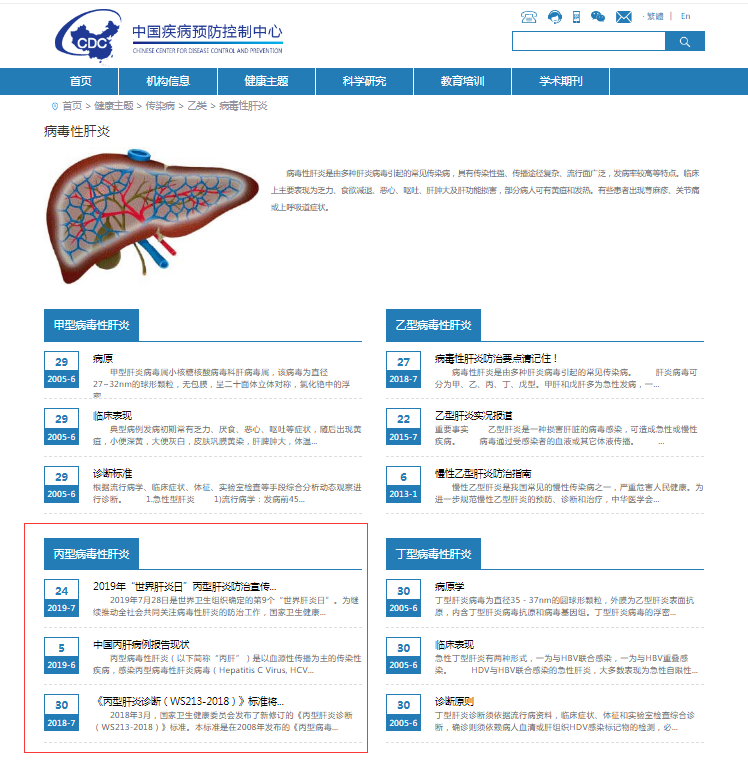 CDC
中国疾病预防控制中心
CHINESE CENTER FOR DISEASE CONTROL AND PREVENTION
· 繁體 | En
首页 机构信息 健康主题 科学研究 教育培训 学术期刊
首页 > 健康主题 > 传染病 > 乙类 > 病毒性肝炎
病毒性肝炎
病毒性肝炎是由多种肝炎病毒引起的常见传染病，具有传染性强、传播途径复杂、流行面广泛，发病率较高等特点。临床
上主要表现为乏力、食欲减退、恶心、呕吐、肝肿大及肝功能损害，部分病人可有黄疸和发热。有些患者出现荨麻疹、关节痛
或上呼吸道症状。
甲型病毒性肝炎
29
2005-6
病原
甲型肝炎病毒属小核糖核酸病毒科肝病毒属，该病毒为直径
27~32nm的球形颗粒，无包膜，呈二十面体立体对称，氯化铯中的浮
密...
29
2005-6
临床表现
典型病例发病初期常有乏力、厌食、恶心、呕吐等症状，随后出现黄
疸，小便深黄，大便灰白，皮肤巩膜黄染，肝脾肿大，体温...
29
2005-6
诊断标准
根据流行病学、临床症状、体征、实验室检查等手段综合分析动态观察进
行诊断。 1.急性型肝炎 1)流行病学：发病前45...
乙型病毒性肝炎
27
2018-7
病毒性肝炎防治要点请记住！
病毒性肝炎是由多种肝炎病毒引起的常见传染病。 肝炎病毒可
分为甲、乙、丙、丁、戊型。甲肝和戊肝多为急性发病，一...
22
2015-7
乙型肝炎实况报道
重要事实 乙型肝炎是一种损害肝脏的病毒感染，可造成急性或慢性
疾病。 病毒通过受感染者的血液或其它体液传播。 ...
6
2013-1
慢性乙型肝炎防治指南
慢性乙型肝炎是我国常见的慢性传染病之一，严重危害人民健康。为
进一步规范慢性乙型肝炎的预防、诊断和治疗，中华医学会...
丙型病毒性肝炎
24
2019-7
2019年“世界肝炎日”丙型肝炎防治宣传...
2019年7月28日是世界卫生组织确定的第9个“世界肝炎日”。为继
续推动全社会共同关注病毒性肝炎的防治工作，国家卫生健康...
5
2019-6
中国丙肝病例报告现状
丙型病毒性肝炎（以下简称“丙肝”）是以血源性传播为主的传染性
疾病，感染丙型病毒性肝炎病毒（Hepatitis C Virus, HCV...
30
2018-7
《丙型肝炎诊断（WS213-2018）》标准将...
2018年3月，国家卫生健康委员会发布了新修订的《丙型肝炎诊断
（WS213-2018）》标准。本标准是在2008年发布的《丙型病毒...
丁型病毒性肝炎
30
2005-6
病原学
丁型肝炎病毒为直径35－37nm的圆球形颗粒，外膜为乙型肝炎表面抗
原，内含丁型肝炎病毒抗原和病毒基因组。丁型肝炎病毒的浮密...
30
2005-6
临床表现
急性丁型肝炎有两种形式，一为与HBV联合感染，一为与HBV重叠感
染。 HDV与HBV联合感染的急性肝炎，大多数表现为急性自限性...
30
2005-6
诊断原则
丁型肝炎诊断须依据流行病资料，临床症状、体征和实验室检查综合诊
断，确诊则须依赖病人血清或肝组织HDV感染标记物的检测，必...